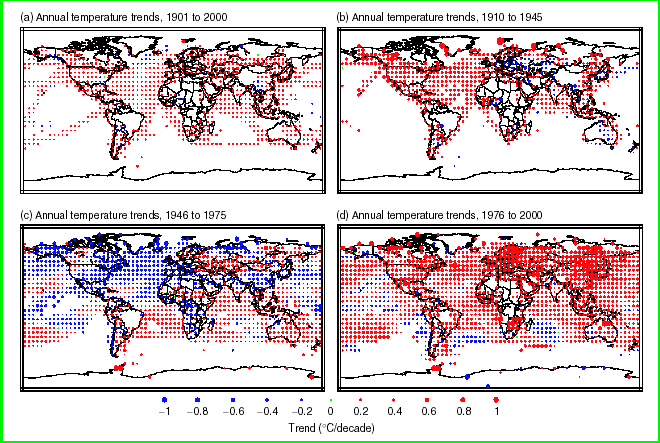 (a) Annual temperature trends, 1901 to 2000
(b) Annual temperature trends, 1910 to 1945
(c) Annual temperature trends, 1946 to 1975
(d) Annual temperature trends, 1976 to 2000
−1 −0.8 −0.6 −0.4 −0.2 0 0.2 0.4 0.6 0.8 1
Trend (°C/decade)